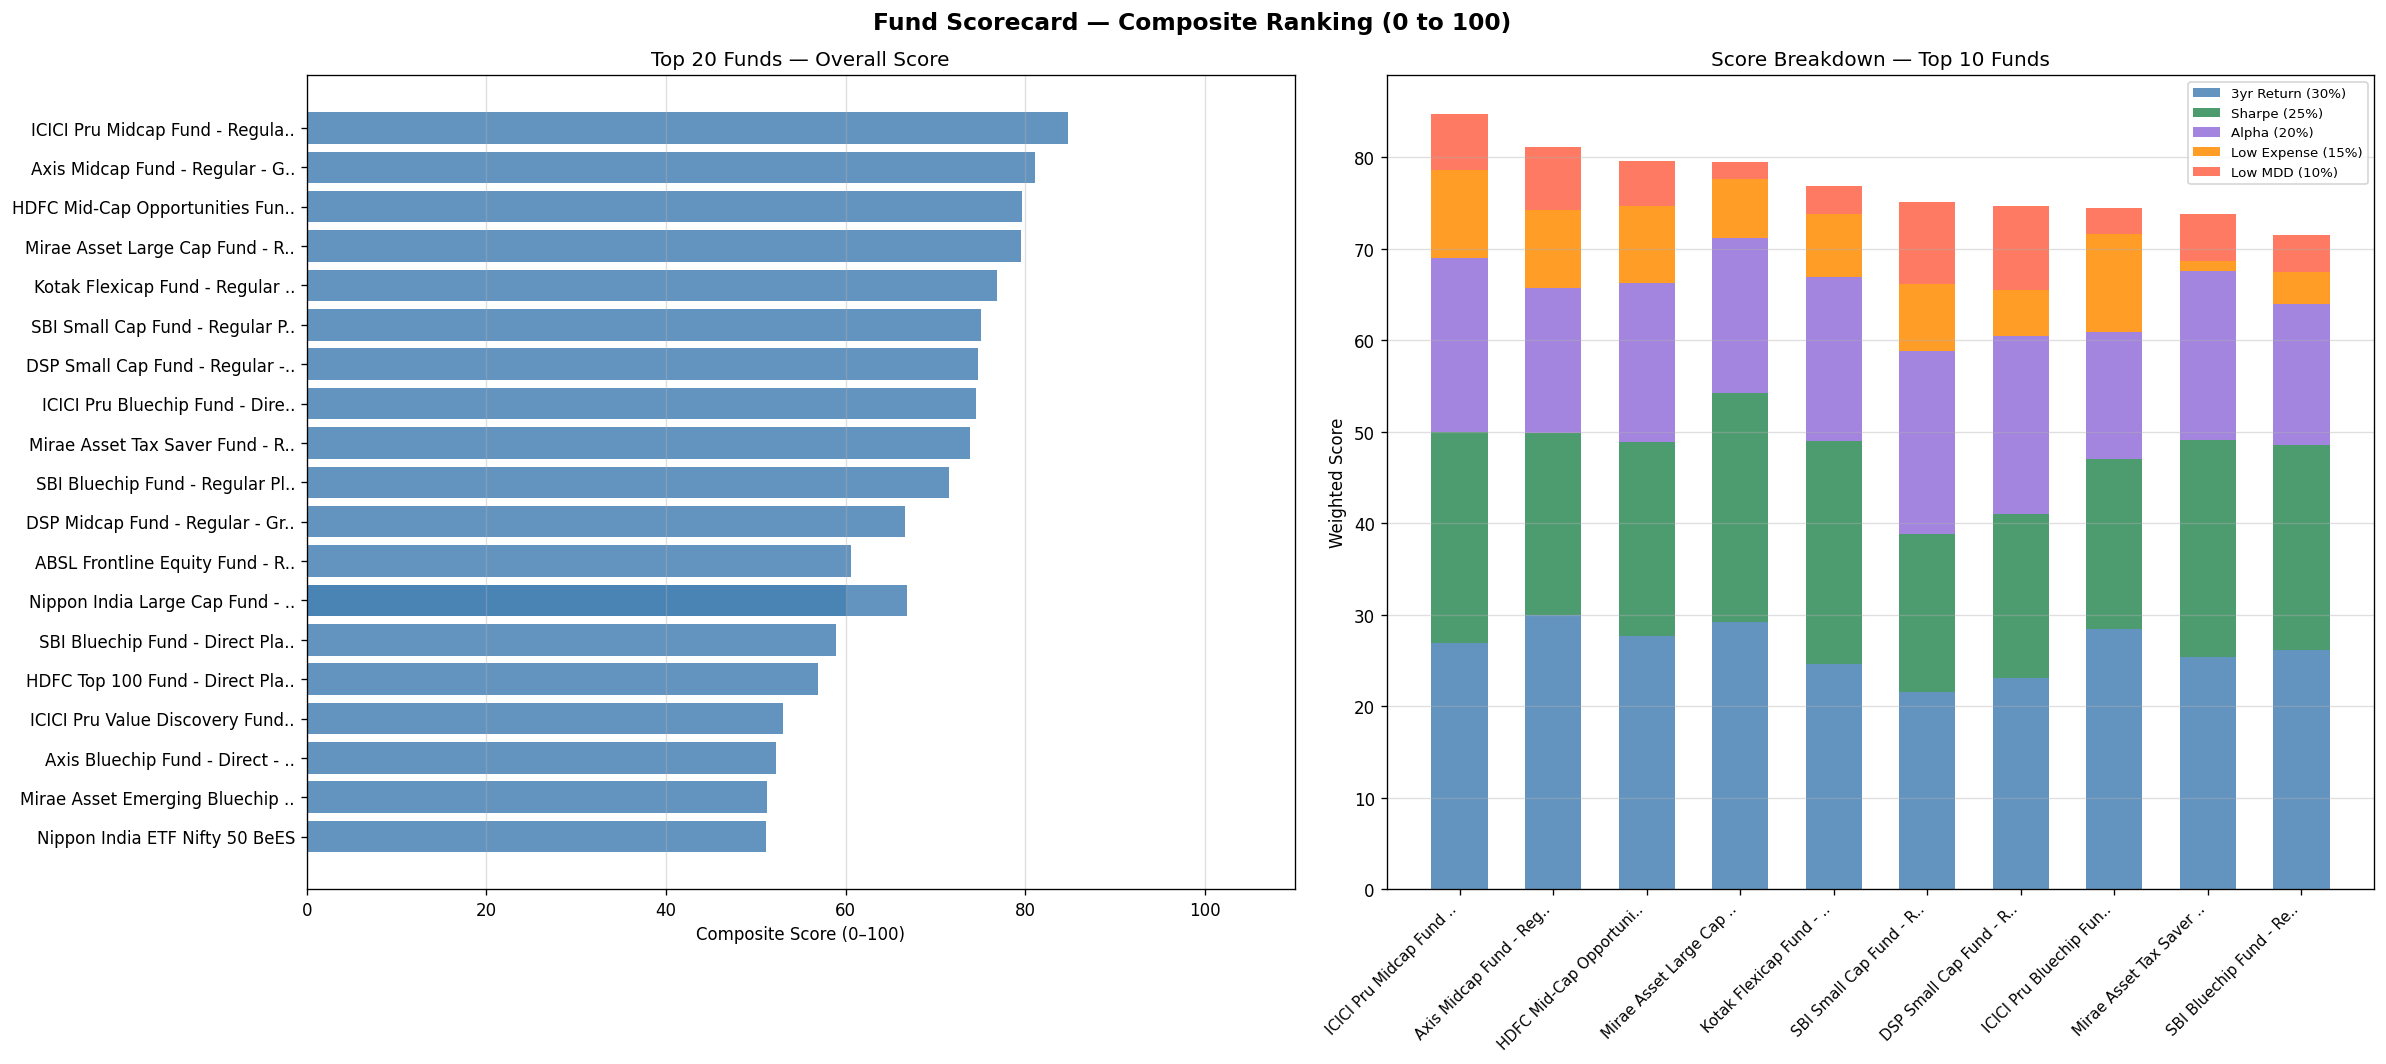 Fund Scorecard — Composite Ranking (0 to 100)
Top 20 Funds — Overall Score
ICICI Pru Midcap Fund - Regula..
Axis Midcap Fund - Regular - G..
HDFC Mid-Cap Opportunities Fun..
Mirae Asset Large Cap Fund - R..
Kotak Flexicap Fund - Regular ..
SBI Small Cap Fund - Regular P..
DSP Small Cap Fund - Regular -..
ICICI Pru Bluechip Fund - Dire..
Mirae Asset Tax Saver Fund - R..
SBI Bluechip Fund - Regular Pl..
DSP Midcap Fund - Regular - Gr..
ABSL Frontline Equity Fund - R..
Nippon India Large Cap Fund - ..
SBI Bluechip Fund - Direct Pla..
HDFC Top 100 Fund - Direct Pla..
ICICI Pru Value Discovery Fund..
Axis Bluechip Fund - Direct - ..
Mirae Asset Emerging Bluechip ..
Nippon India ETF Nifty 50 BeES
0 20 40 60 80 100
Composite Score (0–100)
Score Breakdown — Top 10 Funds
3yr Return (30%)
Sharpe (25%)
Alpha (20%)
Low Expense (15%)
Low MDD (10%)
Weighted Score
80
70
60
50
40
30
20
10
0
ICICI Pru Midcap Fund ..
Axis Midcap Fund - Reg..
HDFC Mid-Cap Opportuni..
Mirae Asset Large Cap ..
Kotak Flexicap Fund - ..
SBI Small Cap Fund - R..
DSP Small Cap Fund - R..
ICICI Pru Bluechip Fun..
Mirae Asset Tax Saver ..
SBI Bluechip Fund - Re..